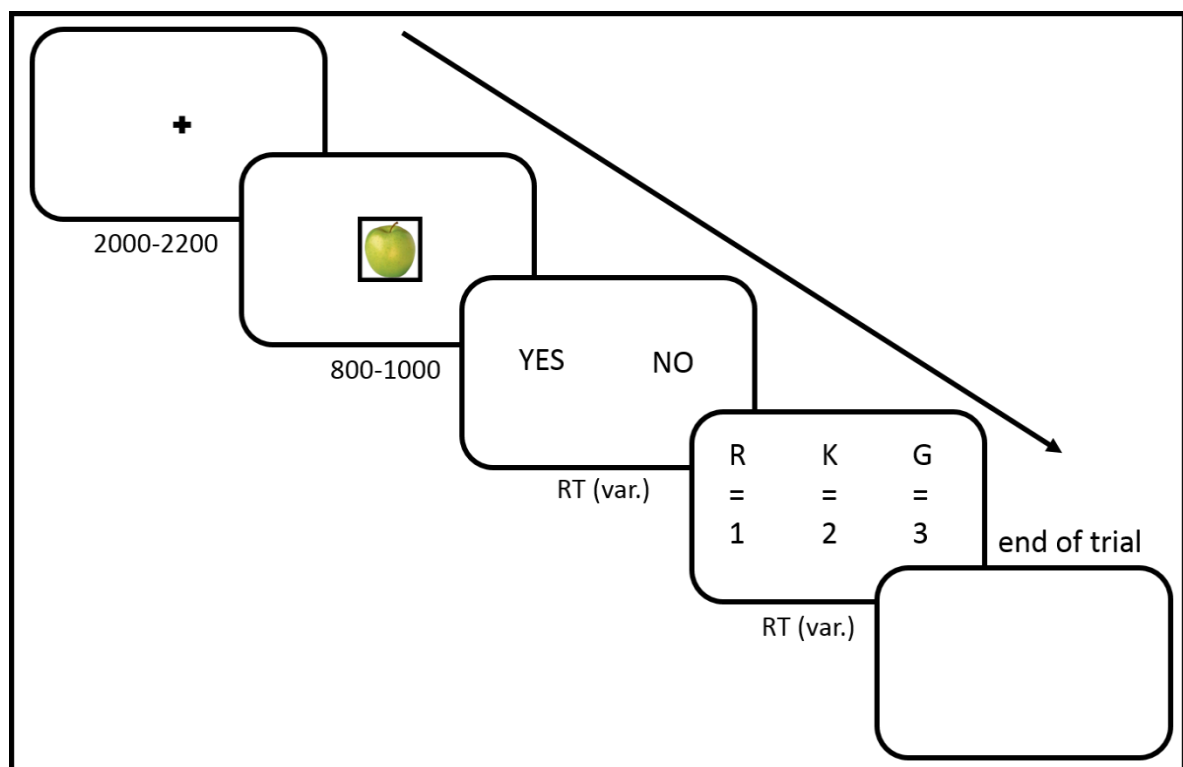 +
2000-2200
800-1000
YES NO
RT (var.)
R K G
= = =
1 2 3
end of trial
RT (var.)